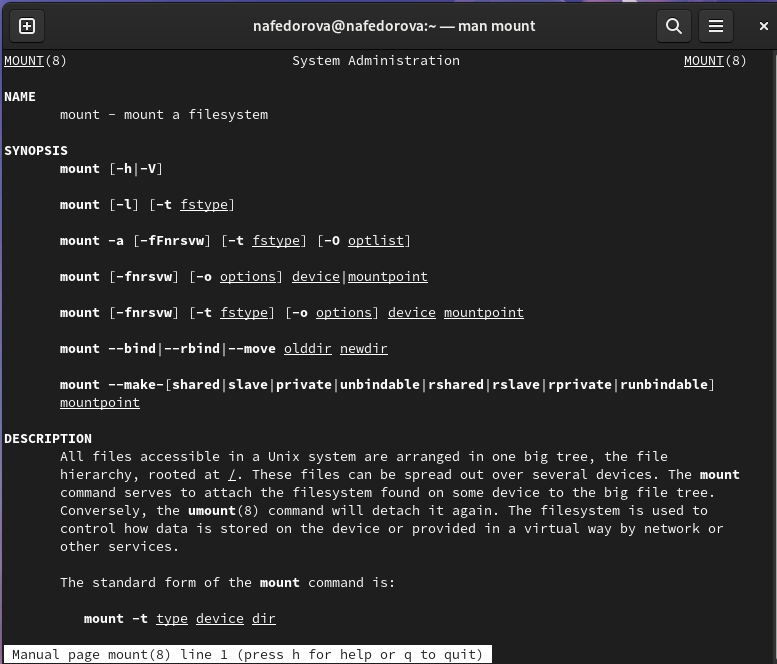 nafedorova@nafedorova:~ — man mount
MOUNT(8) System Administration MOUNT(8)
NAME
mount - mount a filesystem
SYNOPSIS
mount [-h|-V]
mount [-l] [-t fstype]
mount -a [-fFnrsvw] [-t fstype] [-O optlist]
mount [-fnrsvw] [-o options] device|mountpoint
mount [-fnrsvw] [-t fstype] [-o options] device mountpoint
mount --bind|--rbind|--move olddir newdir
mount --make-[shared|slave|private|unbindable|rshared|rslave|rprivate|runbindable]
mountpoint
DESCRIPTION
All files accessible in a Unix system are arranged in one big tree, the file
hierarchy, rooted at /. These files can be spread out over several devices. The mount
command serves to attach the filesystem found on some device to the big file tree.
Conversely, the umount(8) command will detach it again. The filesystem is used to
control how data is stored on the device or provided in a virtual way by network or
other services.
The standard form of the mount command is:
mount -t type device dir
Manual page mount(8) line 1 (press h for help or q to quit)